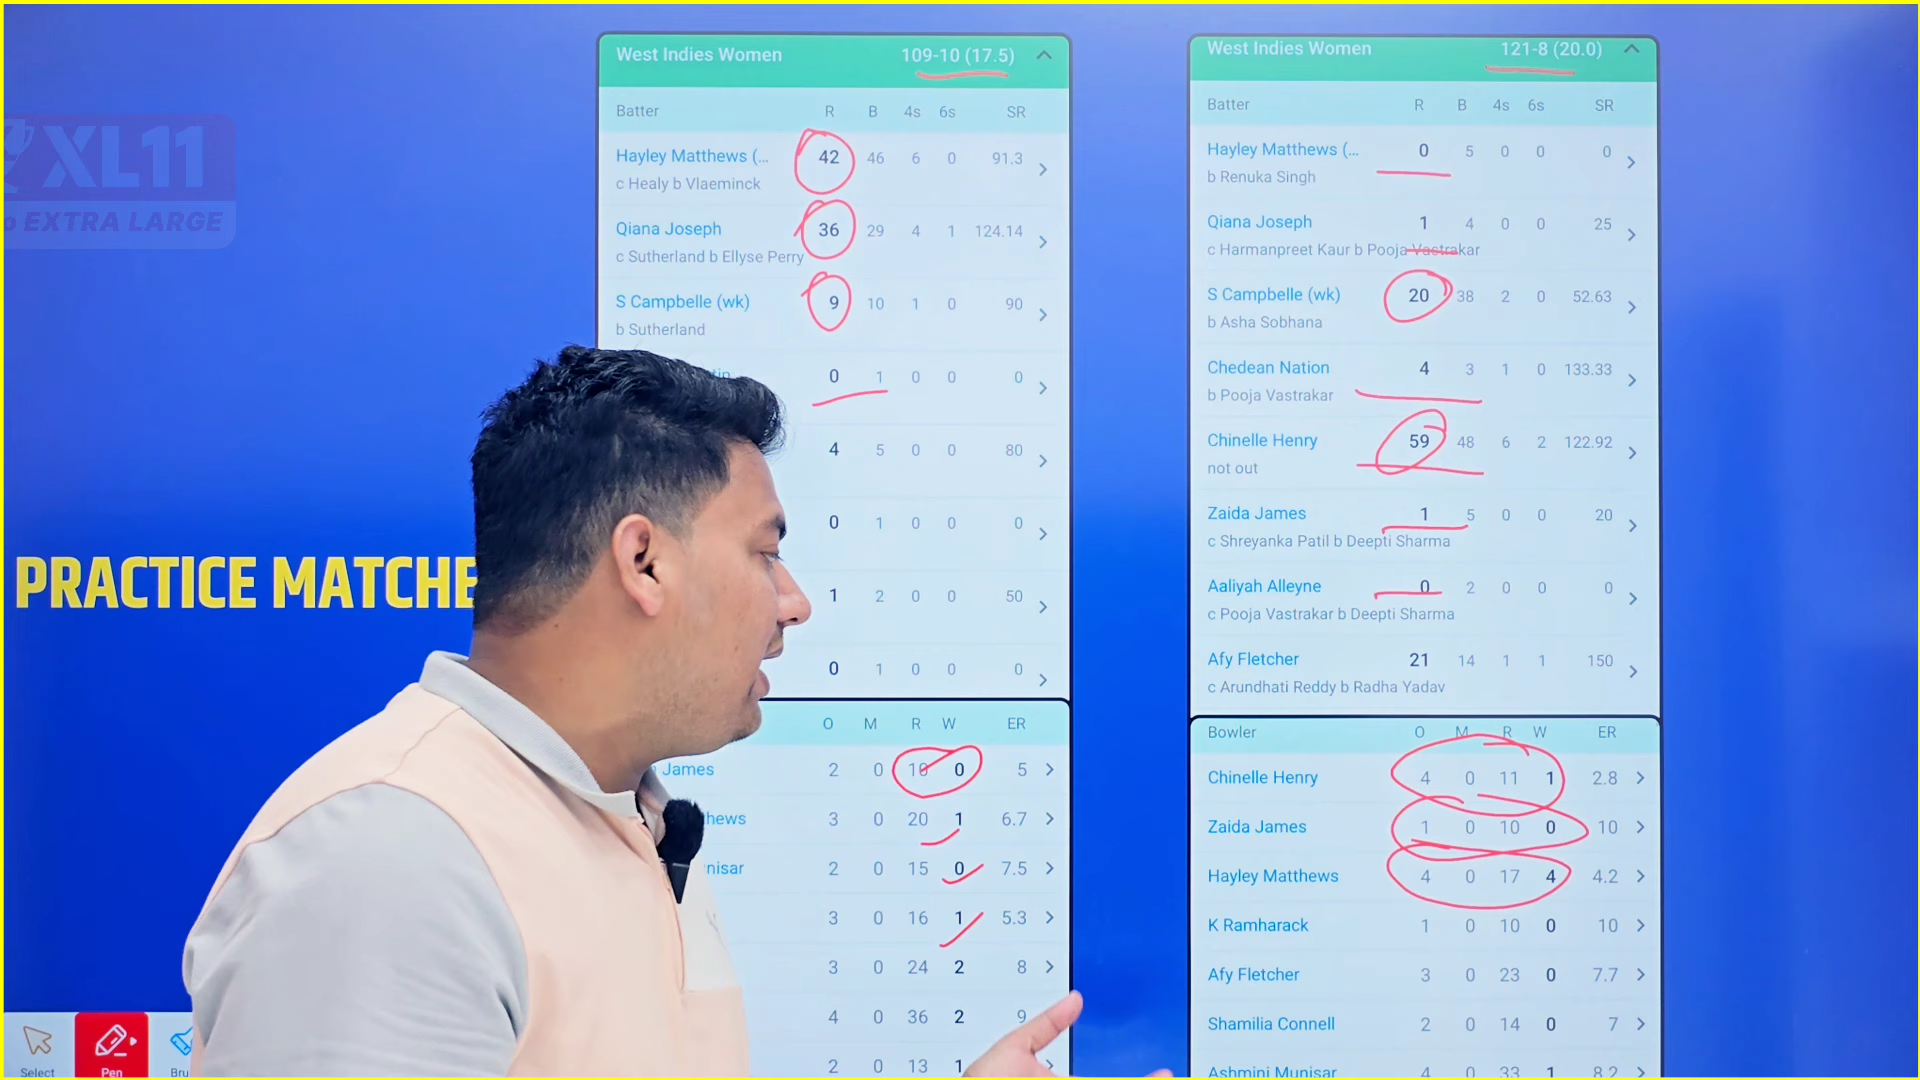 XL11
EXTRA LARGE
PRACTICE MATCHE
West Indies Women 109-10 (17.5)
Batter R B 4s 6s SR
Hayley Matthews (... 42 46 6 0 91.3
c Healy b Vlaeminck
Qiana Joseph 36 29 4 1 124.14
c Sutherland b Ellyse Perry
S Campbelle (wk) 9 10 1 0 90
b Sutherland
0 1 0 0 0
4 5 0 0 80
0 1 0 0 0
1 2 0 0 50
0 1 0 0 0
O M R W ER
James 2 0 10 0 5
hews 3 0 20 1 6.7
nisar 2 0 15 0 7.5
3 0 16 1 5.3
3 0 24 2 8
4 0 36 2 9
2 0 13 1
West Indies Women 121-8 (20.0)
Batter R B 4s 6s SR
Hayley Matthews (... 0 5 0 0 0
b Renuka Singh
Qiana Joseph 1 4 0 0 25
c Harmanpreet Kaur b Pooja Vastrakar
S Campbelle (wk) 20 38 2 0 52.63
b Asha Sobhana
Chedean Nation 4 3 1 0 133.33
b Pooja Vastrakar
Chinelle Henry 59 48 6 2 122.92
not out
Zaida James 1 5 0 0 20
c Shreyanka Patil b Deepti Sharma
Aaliyah Alleyne 0 2 0 0 0
c Pooja Vastrakar b Deepti Sharma
Afy Fletcher 21 14 1 1 150
c Arundhati Reddy b Radha Yadav
Bowler O M R W ER
Chinelle Henry 4 0 11 1 2.8
Zaida James 1 0 10 0 10
Hayley Matthews 4 0 17 4 4.2
K Ramharack 1 0 10 0 10
Afy Fletcher 3 0 23 0 7.7
Shamilia Connell 2 0 14 0 7
Ashmini Munisar 4 0 33 1 8.2
Select
Pen
Bru